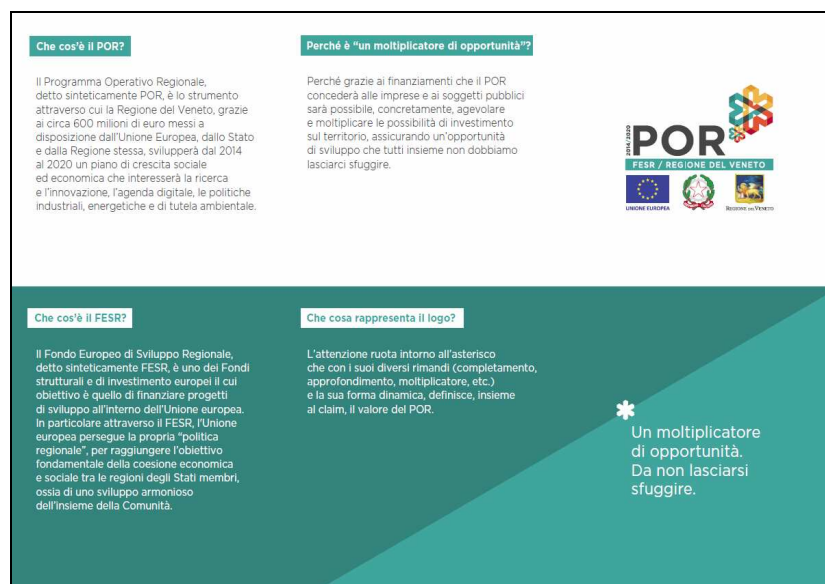 Che cos'è il POR?
Il Programma Operativo Regionale,
detto sinteticamente POR, è lo strumento
attraverso cui la Regione del Veneto, grazie
ai circa 600 milioni di euro messi a
disposizione dall'Unione Europea, dallo Stato
e dalla Regione stessa, svilupperà dal 2014
al 2020 un piano di crescita sociale
ed economica che interesserà la ricerca
e l'innovazione, l'agenda digitale, le politiche
industriali, energetiche e di tutela ambientale.
Perché è "un moltiplicatore di opportunità"?
Perché grazie ai finanziamenti che il POR
concederà alle imprese e ai soggetti pubblici
sarà possibile, concretamente, agevolare
e moltiplicare le possibilità di investimento
sul territorio, assicurando un'opportunità
di sviluppo che tutti insieme non dobbiamo
lasciarci sfuggire.
2014/2020
POR
FESR / REGIONE DEL VENETO
UNIONE EUROPEA
REGIONE DEL VENETO
Che cos'è il FESR?
Il Fondo Europeo di Sviluppo Regionale,
detto sinteticamente FESR, è uno dei Fondi
strutturali e di investimento europei il cui
obiettivo è quello di finanziare progetti
di sviluppo all'interno dell'Unione europea.
In particolare attraverso il FESR, l'Unione
europea persegue la propria "politica
regionale", per raggiungere l'obiettivo
fondamentale della coesione economica
e sociale tra le regioni degli Stati membri,
ossia di uno sviluppo armonioso
dell'insieme della Comunità.
Che cosa rappresenta il logo?
L'attenzione ruota intorno all'asterisco
che con i suoi diversi rimandi (completamento,
approfondimento, moltiplicatore, etc.)
e la sua forma dinamica, definisce, insieme
al claim, il valore del POR.
Un moltiplicatore
di opportunità.
Da non lasciarsi
sfuggire.